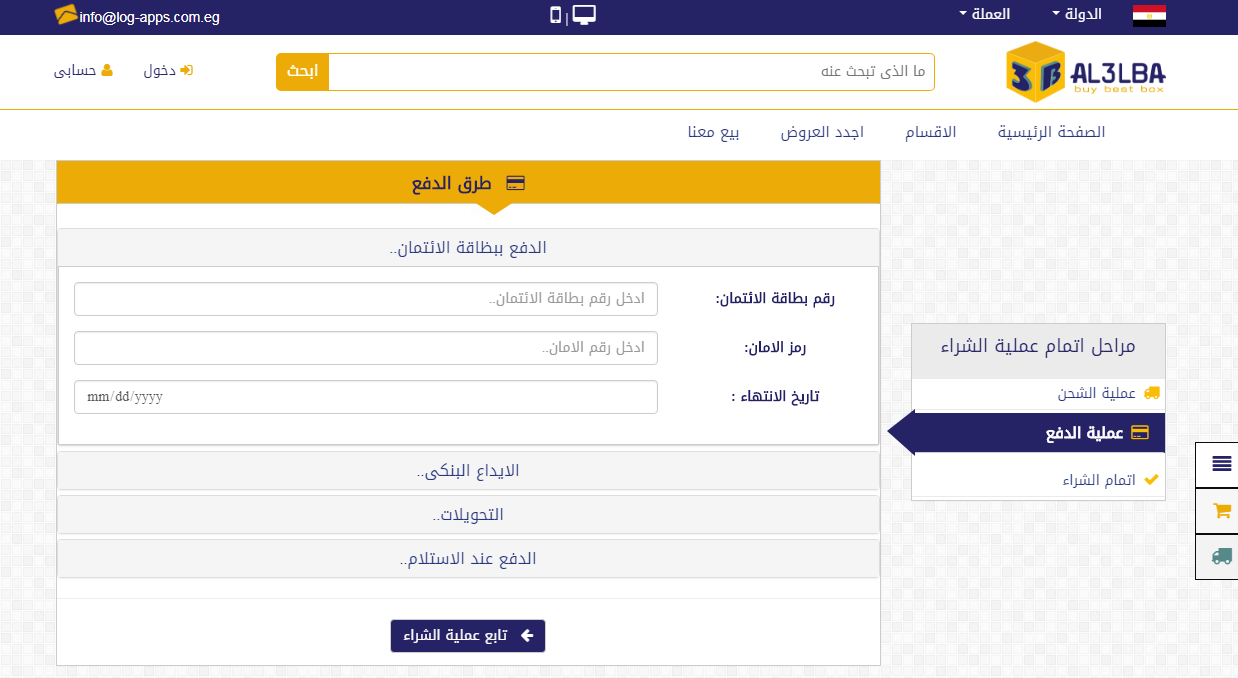 الدولة
العملة
info@log-apps.com.eg
AL3LBA
buy best box
ما الذى تبحث عنه
ابحث
دخول
حسابى
الصفحة الرئيسية
الاقسام
اجدد العروض
بيع معنا
طرق الدفع
الدفع ببظاقة الائتمان..
رقم بطاقة الائتمان:
ادخل رقم بطاقة الائتمان..
رمز الامان:
ادخل رقم الامان..
تاريخ الانتهاء :
mm/dd/yyyy
الايداع البنكى..
التحويلات..
الدفع عند الاستلام..
تابع عملية الشراء
مراحل اتمام عملية الشراء
عملية الشحن
عملية الدفع
اتمام الشراء